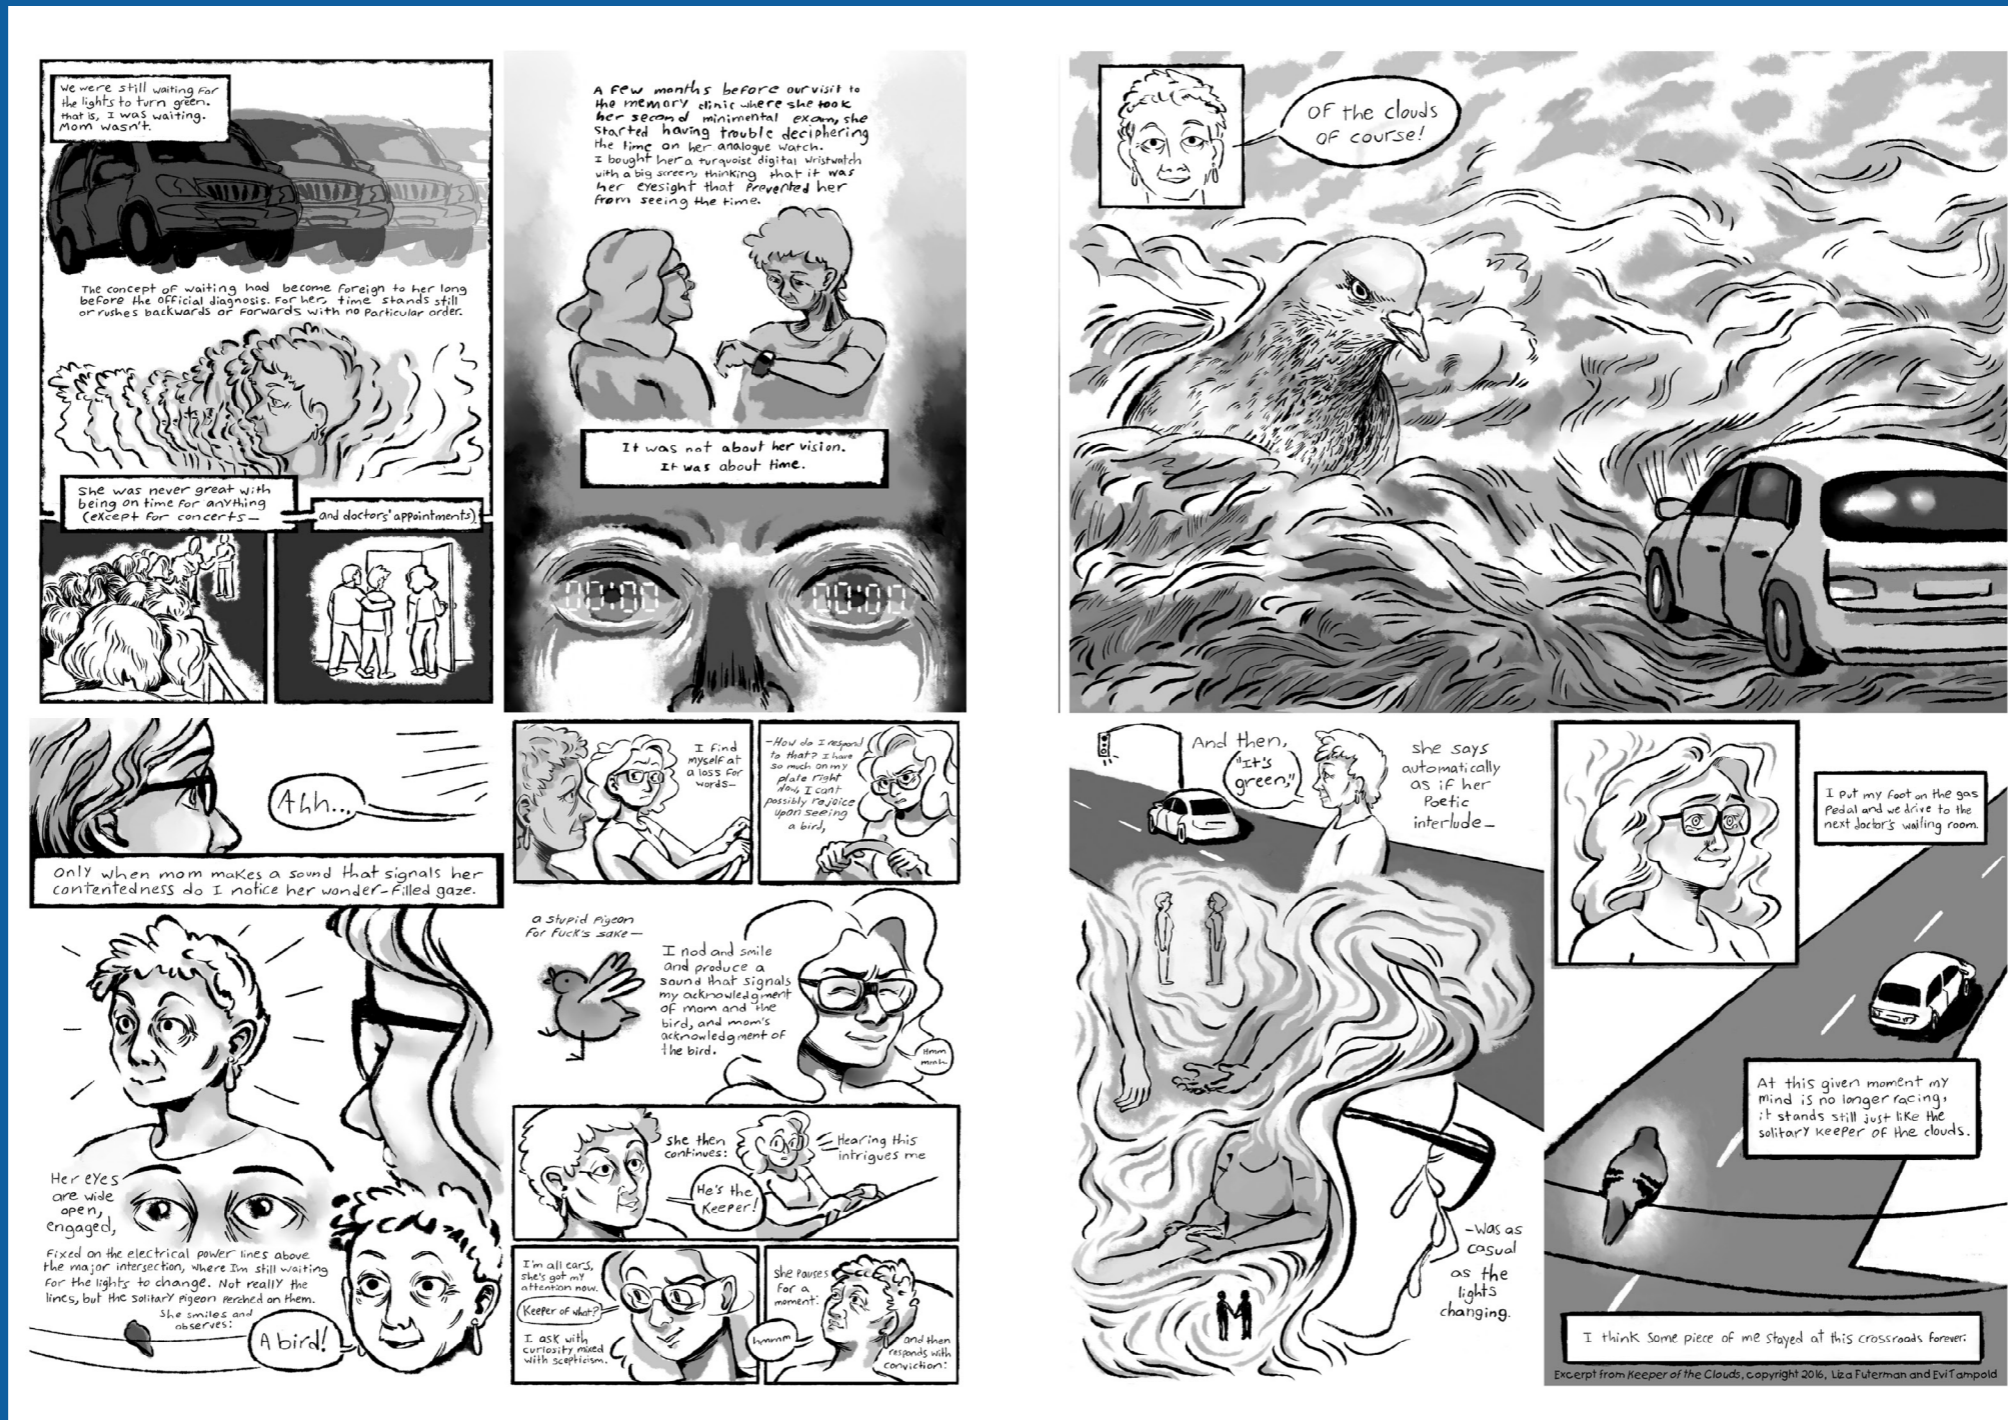 We were still waiting for
the lights to turn green.
that is, I was waiting.
Mom wasn't.
The concept of waiting had become foreign to her long
before the official diagnosis. For her, time stands still
or rushes backwards or forwards with no particular order.
She was never great with
being on time for anything
(except for concerts—
and doctors' appointments)
A few months before our visit to
the memory clinic where she took
her second minimental exam, she
started having trouble deciphering
the time on her analogue watch.
I bought her a turquoise digital wristwatch
with a big screen, thinking that it was
her eyesight that prevented her
from seeing the time.
It was not about her vision.
It was about time.
Ahh...
only when mom makes a sound that signals her
contentedness do I notice her wonder-filled gaze.
Her eyes
are wide
open,
engaged,
fixed on the electrical power lines above
the major intersection, where Im still waiting
for the lights to change. Not really the
lines, but the solitary pigeon perched on them.
She smiles and
observes:
A bird!
I find
myself at
a loss for
words—
-How do I respond
to that? I have
so much on my
plate right
now, I cant
possibly rejoice
upon seeing
a bird,
a stupid pigeon
for fuck's sake—
I nod and smile
and produce a
sound that signals
my acknowledgment
of mom and the
bird, and mom's
acknowledgment of
the bird.
Hmm
mmh
she then
continues:
He's the
Keeper!
Hearing this
intrigues me
I'm all ears,
she's got my
attention now.
Keeper of what?
I ask with
curiosity mixed
with scepticism.
she pauses
for a
moment:
hmmm
and then
responds with
conviction:
OF the clouds
OF course!
And then,
"It's
green,"
she says
automatically
as if her
Poetic
interlude—
-was as
casual
as the
lights
changing.
I put my foot on the gas
pedal and we drive to the
next doctor's waiting room.
At this given moment my
mind is no longer racing,
it stands still just like the
solitary keeper of the clouds.
I think some piece of me stayed at this crossroads forever.
Excerpt from Keeper of the Clouds, copyright 2016, Liza Futerman and Evi Tampold